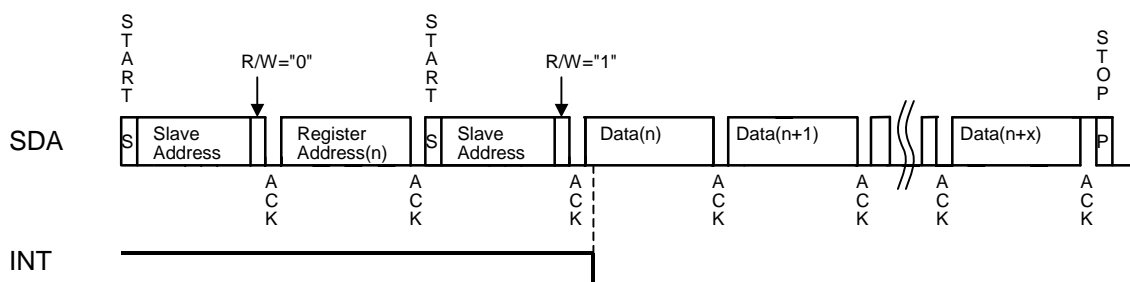 START
START
STOP
R/W="0"
R/W="1"
SDA
S
Slave
Address
Register
Address(n)
S
Slave
Address
Data(n)
Data(n+1)
Data(n+x)
P
ACK
ACK
ACK
ACK
ACK
ACK
ACK
INT